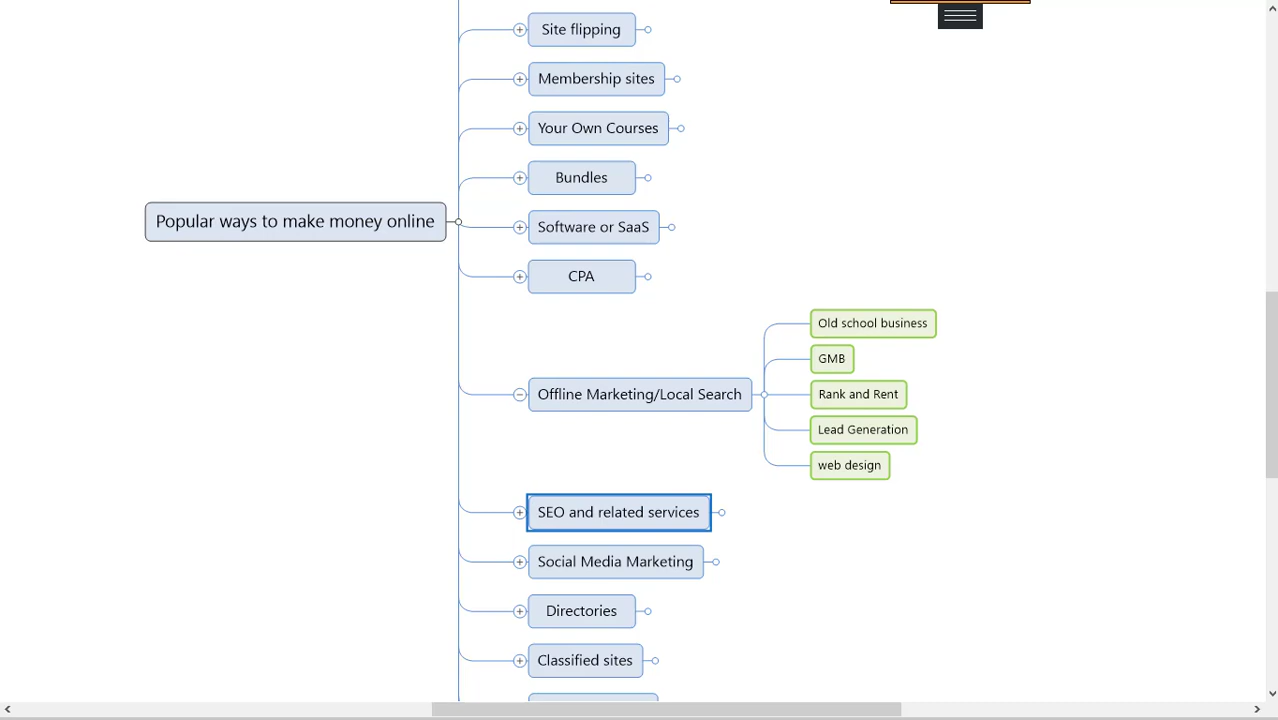 Site flipping
Membership sites
Your Own Courses
Bundles
Popular ways to make money online
Software or SaaS
CPA
Offline Marketing/Local Search
Old school business
GMB
Rank and Rent
Lead Generation
web design
SEO and related services
Social Media Marketing
Directories
Classified sites